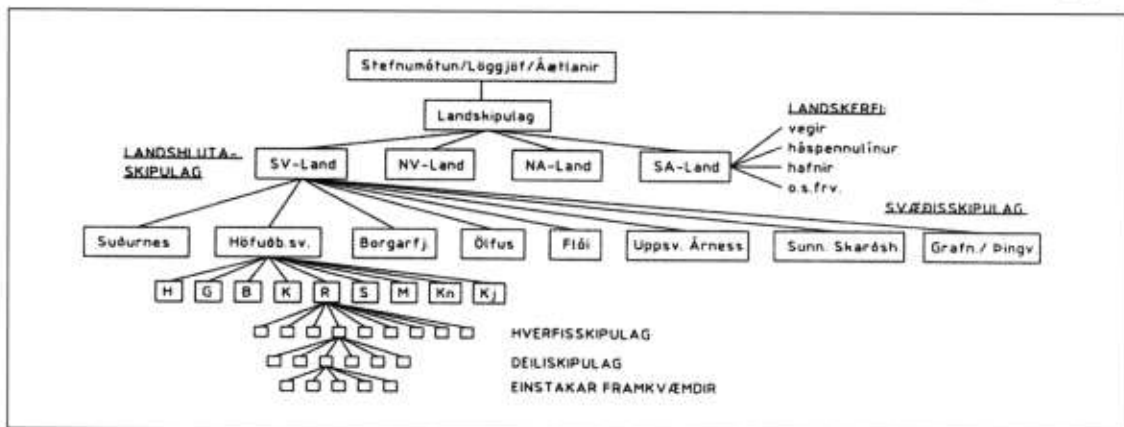 Stefnumótun/Löggjöf/Áætlanir
Landskipulag
LANDSKERFI:
vegir
háspennulínur
hafnir
o.s.frv.
LANDSHLUTA-
SKIPULAG
SV-Land
NV-Land
NA-Land
SA-Land
SVÆÐISSKIPULAG
Suðurnes
Höfuðb.sv.
Borgarfj.
Ölfus
Flói
Uppsv. Árness
Sunn. Skarðsh
Grafn./ Þingv
H
G
B
K
R
S
M
Kn
Kj
HVERFISSKIPULAG
DEILISKIPULAG
EINSTAKAR FRAMKVÆMDIR